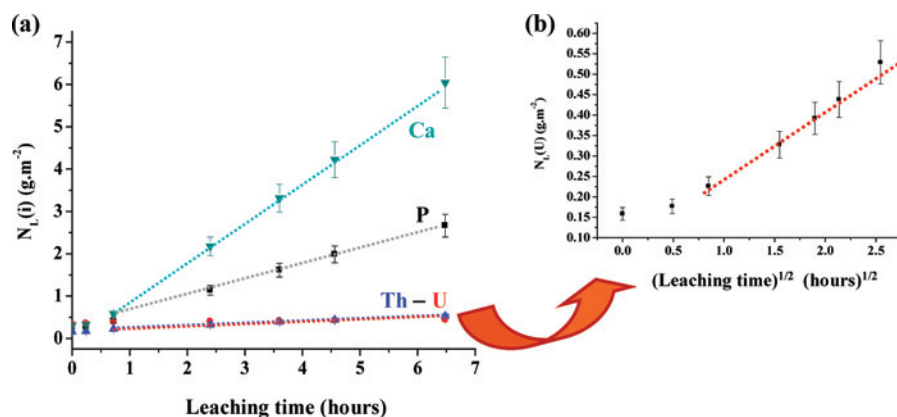 (a)
7
6
5
4
3
2
1
0
N_L(i) (g.m⁻²)
Ca
P
Th – U
0 1 2 3 4 5 6 7
Leaching time (hours)
(b)
0.60
0.55
0.50
0.45
0.40
0.35
0.30
0.25
0.20
0.15
0.10
N_L(U) (g.m⁻²)
0.0 0.5 1.0 1.5 2.0 2.5
(Leaching time)^1/2 (hours)^1/2